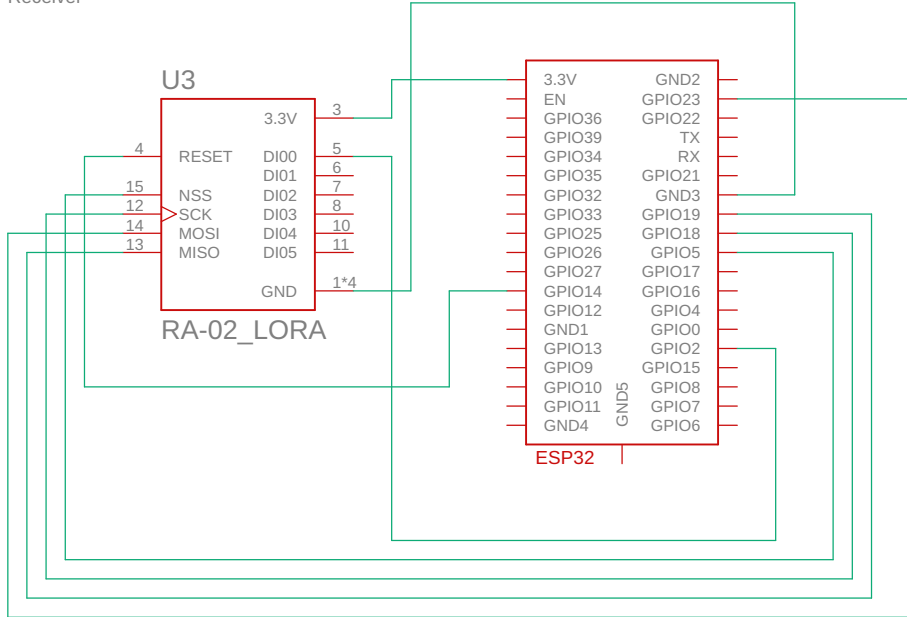 Receiver
U3
3.3V 3
4 RESET DI00 5
DI01 6
15 NSS DI02 7
12 SCK DI03 8
14 MOSI DI04 10
13 MISO DI05 11
GND 1*4
RA-02_LORA
3.3V GND2
EN GPIO23
GPIO36 GPIO22
GPIO39 TX
GPIO34 RX
GPIO35 GPIO21
GPIO32 GND3
GPIO33 GPIO19
GPIO25 GPIO18
GPIO26 GPIO5
GPIO27 GPIO17
GPIO14 GPIO16
GPIO12 GPIO4
GND1 GPIO0
GPIO13 GPIO2
GPIO9 GPIO15
GPIO10 GPIO8
GPIO11 GPIO7
GND4 GPIO6
GND5
ESP32